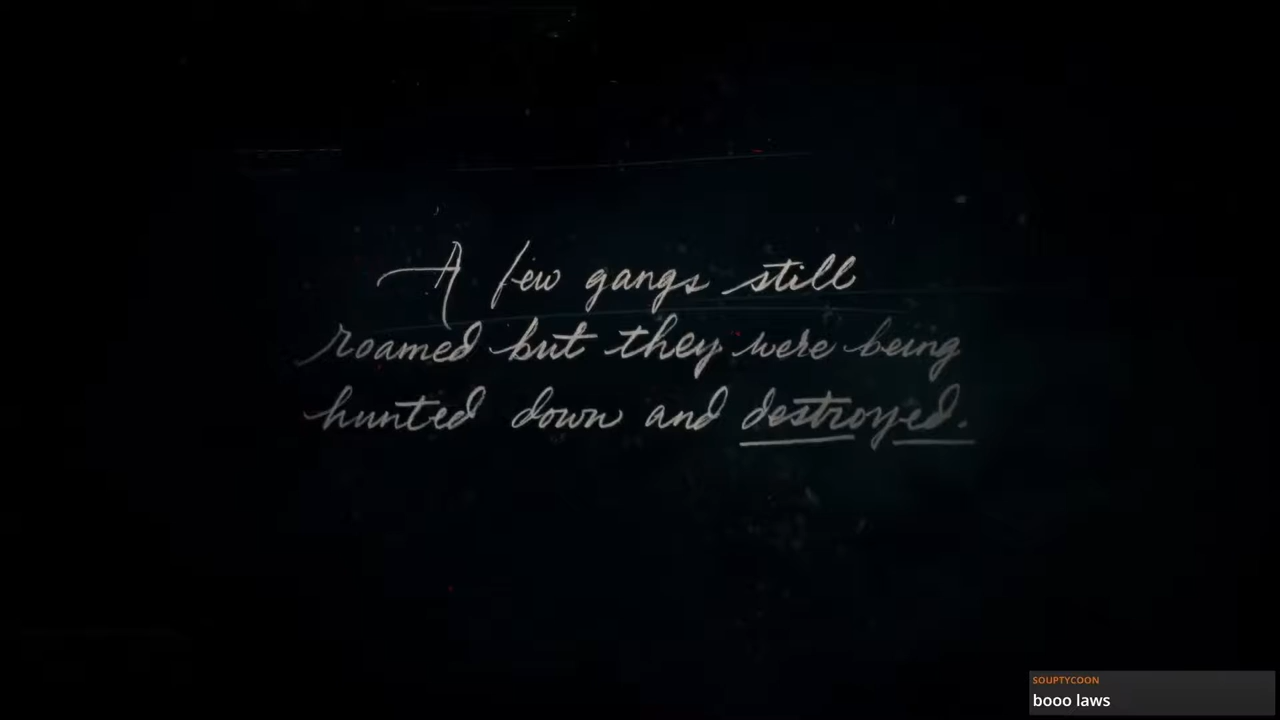 A few gangs still
roamed but they were being
hunted down and destroyed.
SOUPTYCOON
booo laws